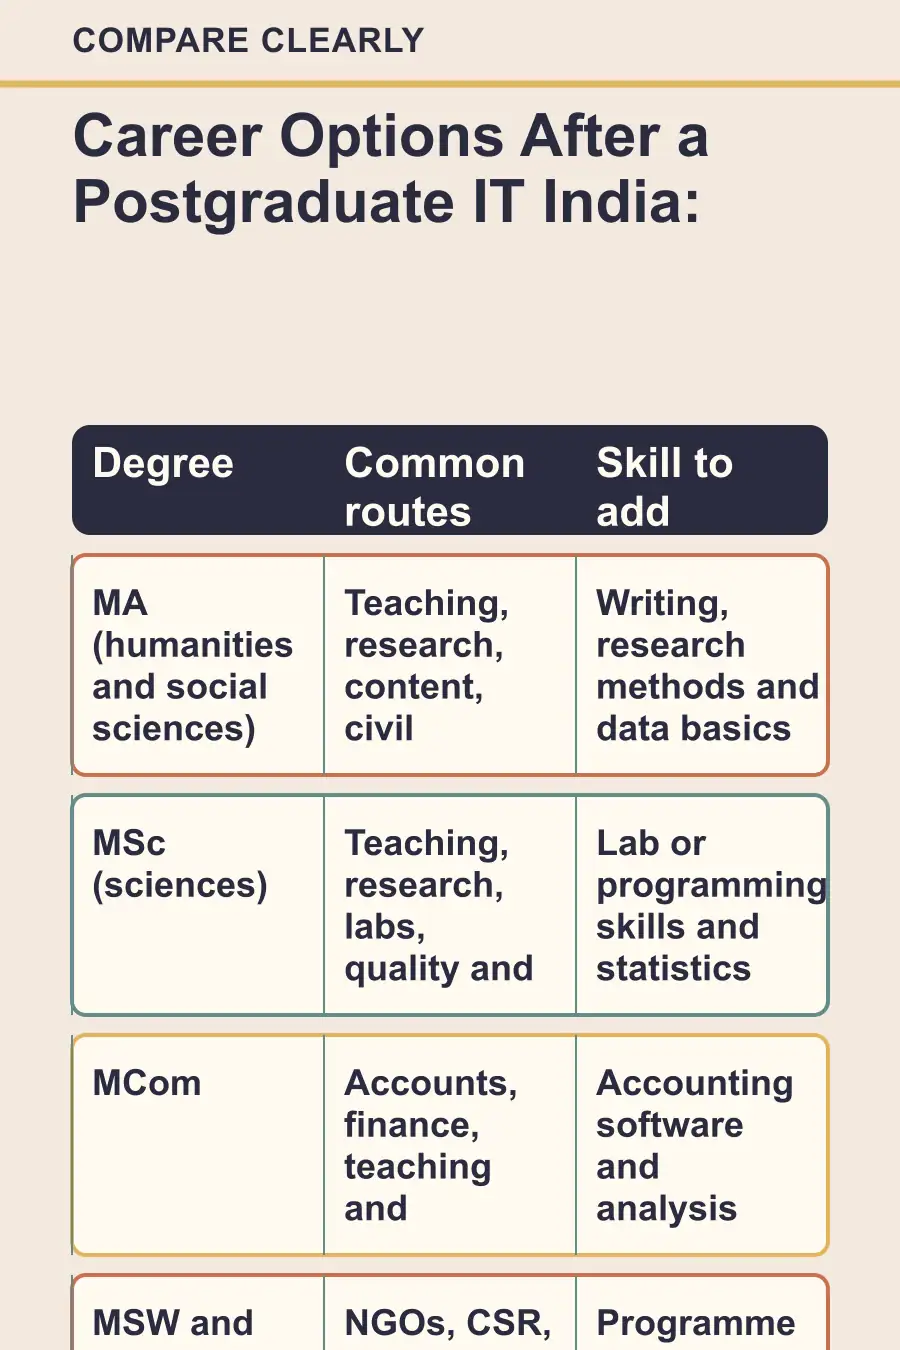 COMPARE CLEARLY
Career Options After a
Postgraduate IT India:
Degree
Common
routes
Skill to
add
MA
(humanities
and social
sciences)
Teaching,
research,
content,
civil
Writing,
research
methods and
data basics
MSc
(sciences)
Teaching,
research,
labs,
quality and
Lab or
programming
skills and
statistics
MCom
Accounts,
finance,
teaching
and
Accounting
software
and
analysis
MSW and
NGOs, CSR,
Programme